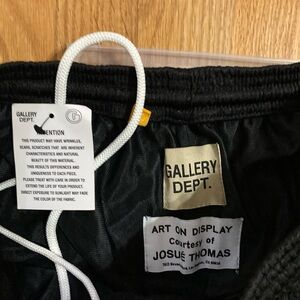 GALLERY
DEPT.
ATTENTION
THIS PRODUCT MAY HAVE WRINKLES,
SCARS, SCRATCHES THAT ARE INHERENT
CHARACTERISTICS AND NATURAL
BEAUTY OF THIS MATERIAL.
THIS RESULTS DIFFERENCES AND
UNIQUENESS TO EACH PIECE.
PLEASE TREAT WITH CARE IN ORDER TO
EXTEND THE LIFE OF YOUR PRODUCT.
DIRECT EXPOSURE TO SUNLIGHT MAY FADE
THE COLOR OF THE FABRIC.
GALLERY
DEPT.
ART ON DISPLAY
Courtesy of
JOSUÉ THOMAS